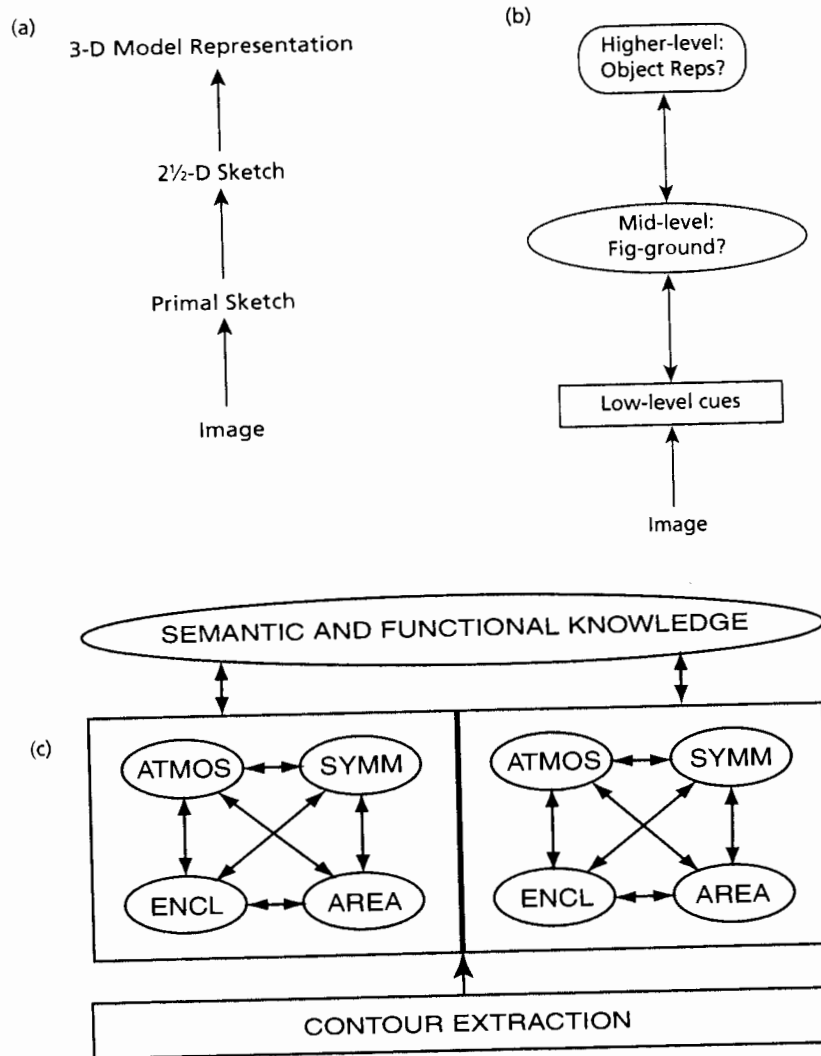 (a)
3-D Model Representation
2½-D Sketch
Primal Sketch
Image
(b)
Higher-level:
Object Reps?
Mid-level:
Fig-ground?
Low-level cues
Image
(c)
SEMANTIC AND FUNCTIONAL KNOWLEDGE
ATMOS
SYMM
ENCL
AREA
ATMOS
SYMM
ENCL
AREA
CONTOUR EXTRACTION